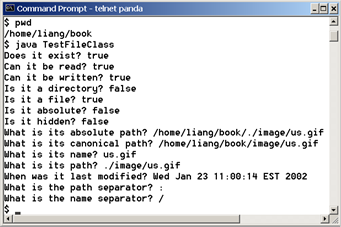 Command Prompt - telnet panda
$ pwd
/home/liang/book
$ java TestFileClass
Does it exist? true
Can it be read? true
Can it be written? true
Is it a directory? false
Is it a file? true
Is it absolute? false
Is it hidden? false
What is its absolute path? /home/liang/book/./image/us.gif
What is its canonical path? /home/liang/book/image/us.gif
What is its name? us.gif
What is its path? ./image/us.gif
When was it last modified? Wed Jan 23 11:00:14 EST 2002
What is the path separator? :
What is the name separator? /
$